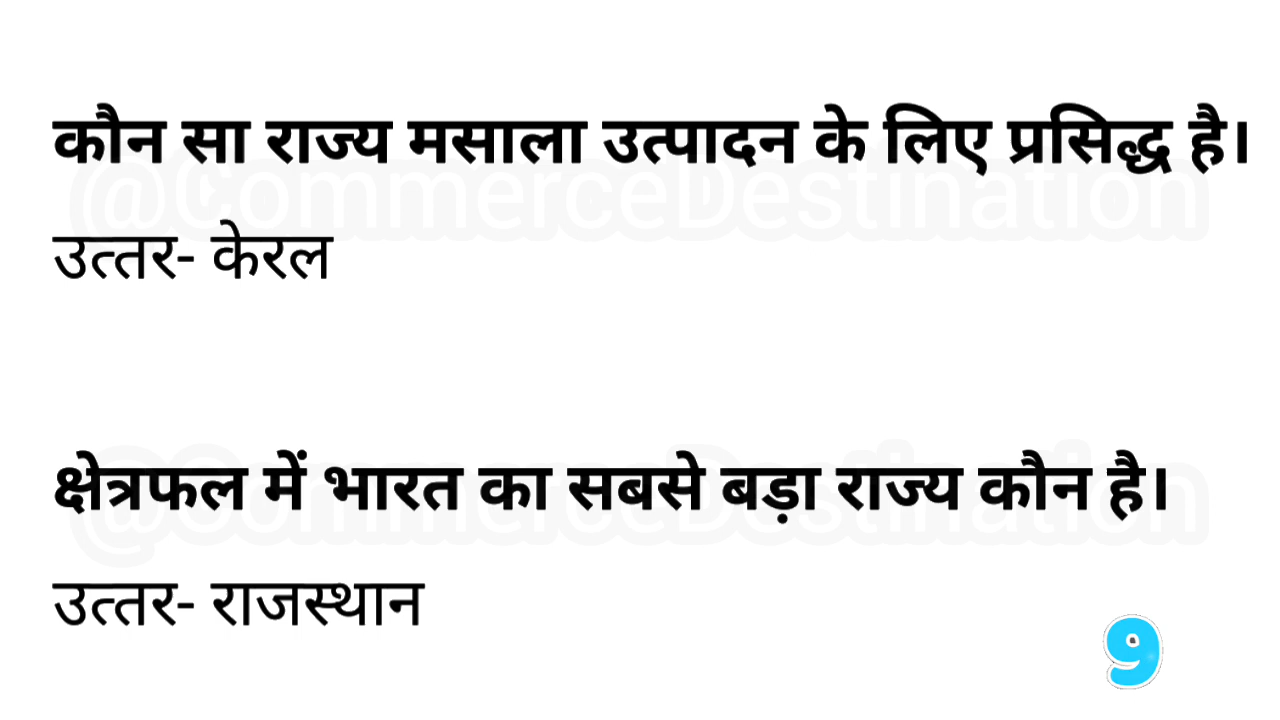 कौन सा राज्य मसाला उत्पादन के लिए प्रसिद्ध है।
@CommerceDestination
उत्तर- केरल
क्षेत्रफल में भारत का सबसे बड़ा राज्य कौन है।
@CommerceDestination
उत्तर- राजस्थान
9